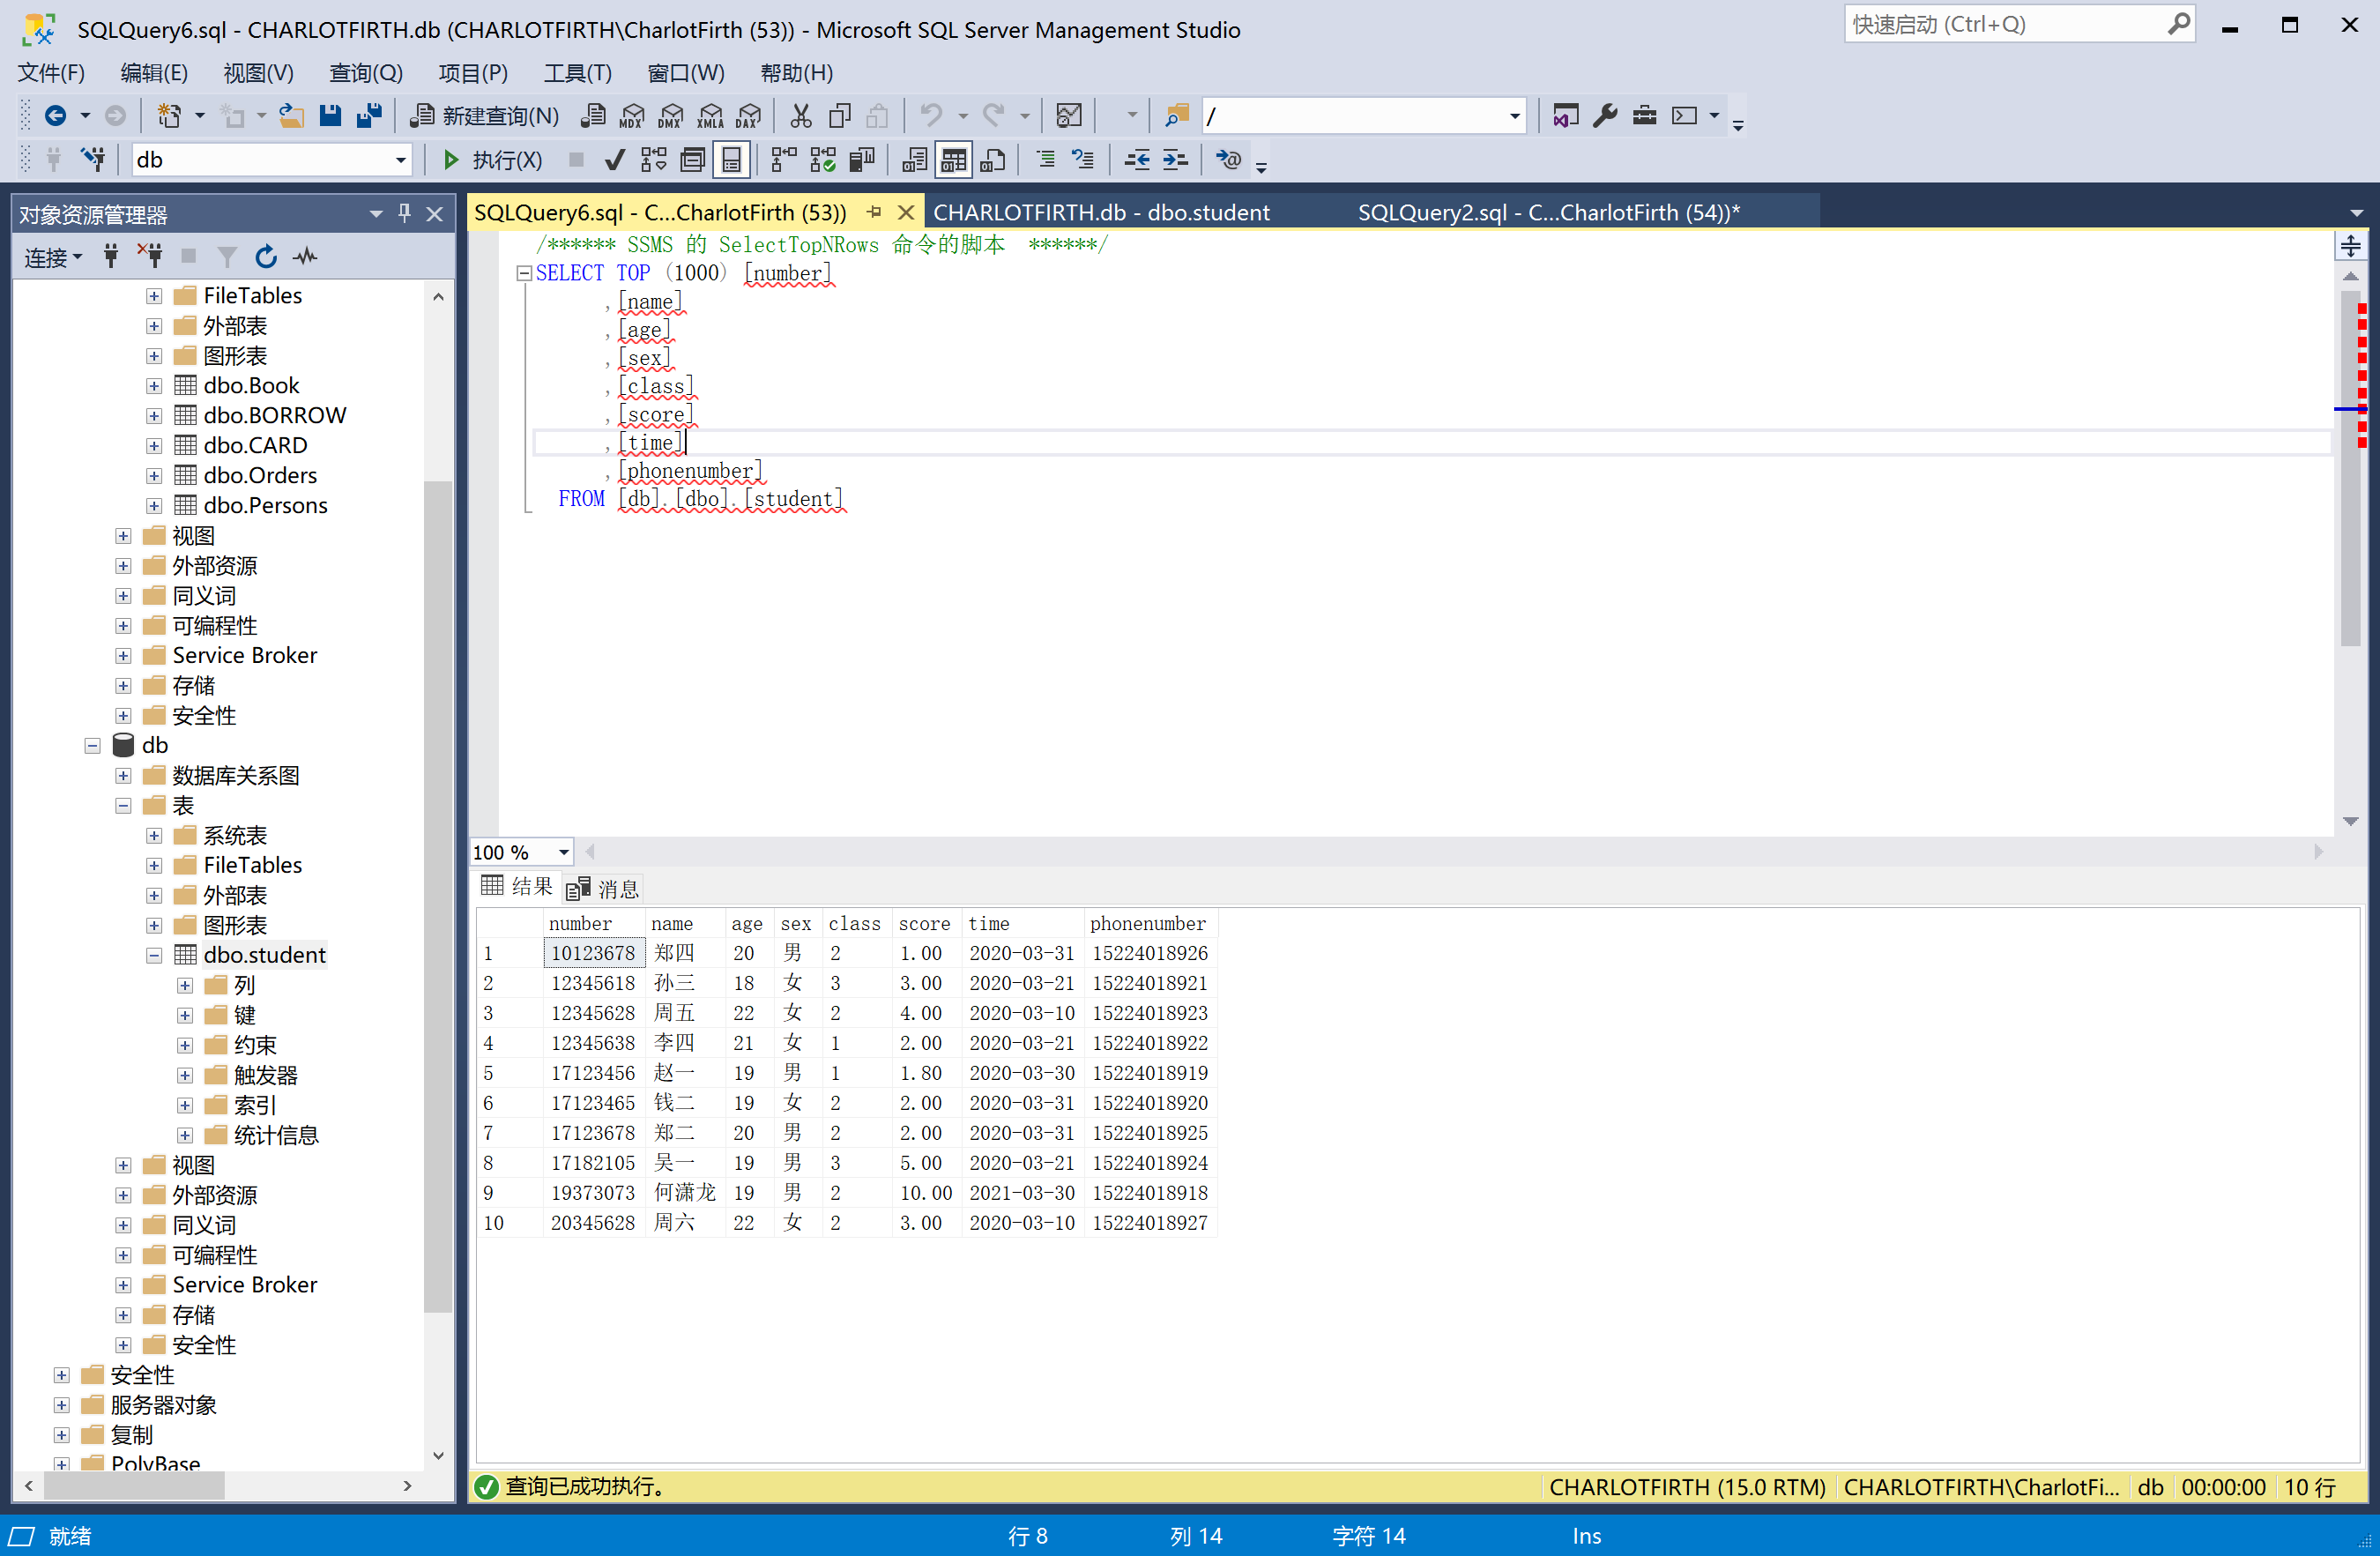 SQLQuery6.sql - CHARLOTFIRTH.db (CHARLOTFIRTH\CharlotFirth (53)) - Microsoft SQL Server Management Studio
快速启动 (Ctrl+Q)
文件(F) 编辑(E) 视图(V) 查询(Q) 项目(P) 工具(T) 窗口(W) 帮助(H)
新建查询(N) MDX DMX XMLA DAX /
db 执行(X)
对象资源管理器
连接
FileTables
外部表
图形表
dbo.Book
dbo.BORROW
dbo.CARD
dbo.Orders
dbo.Persons
视图
外部资源
同义词
可编程性
Service Broker
存储
安全性
db
数据库关系图
表
系统表
FileTables
外部表
图形表
dbo.student
列
键
约束
触发器
索引
统计信息
视图
外部资源
同义词
可编程性
Service Broker
存储
安全性
安全性
服务器对象
复制
PolyBase
SQLQuery6.sql - C...CharlotFirth (53)) CHARLOTFIRTH.db - dbo.student SQLQuery2.sql - C...CharlotFirth (54))*
/****** SSMS 的 SelectTopNRows 命令的脚本 ******/
SELECT TOP (1000) [number]
,[name]
,[age]
,[sex]
,[class]
,[score]
,[time]
,[phonenumber]
FROM [db].[dbo].[student]
100 %
结果 消息
number name age sex class score time phonenumber
1 10123678 郑四 20 男 2 1.00 2020-03-31 15224018926
2 12345618 孙三 18 女 3 3.00 2020-03-21 15224018921
3 12345628 周五 22 女 2 4.00 2020-03-10 15224018923
4 12345638 李四 21 女 1 2.00 2020-03-21 15224018922
5 17123456 赵一 19 男 1 1.80 2020-03-30 15224018919
6 17123465 钱二 19 女 2 2.00 2020-03-31 15224018920
7 17123678 郑二 20 男 2 2.00 2020-03-31 15224018925
8 17182105 吴一 19 男 3 5.00 2020-03-21 15224018924
9 19373073 何潇龙 19 男 2 10.00 2021-03-30 15224018918
10 20345628 周六 22 女 2 3.00 2020-03-10 15224018927
查询已成功执行。 CHARLOTFIRTH (15.0 RTM) CHARLOTFIRTH\CharlotFi... db 00:00:00 10 行
就绪 行 8 列 14 字符 14 Ins